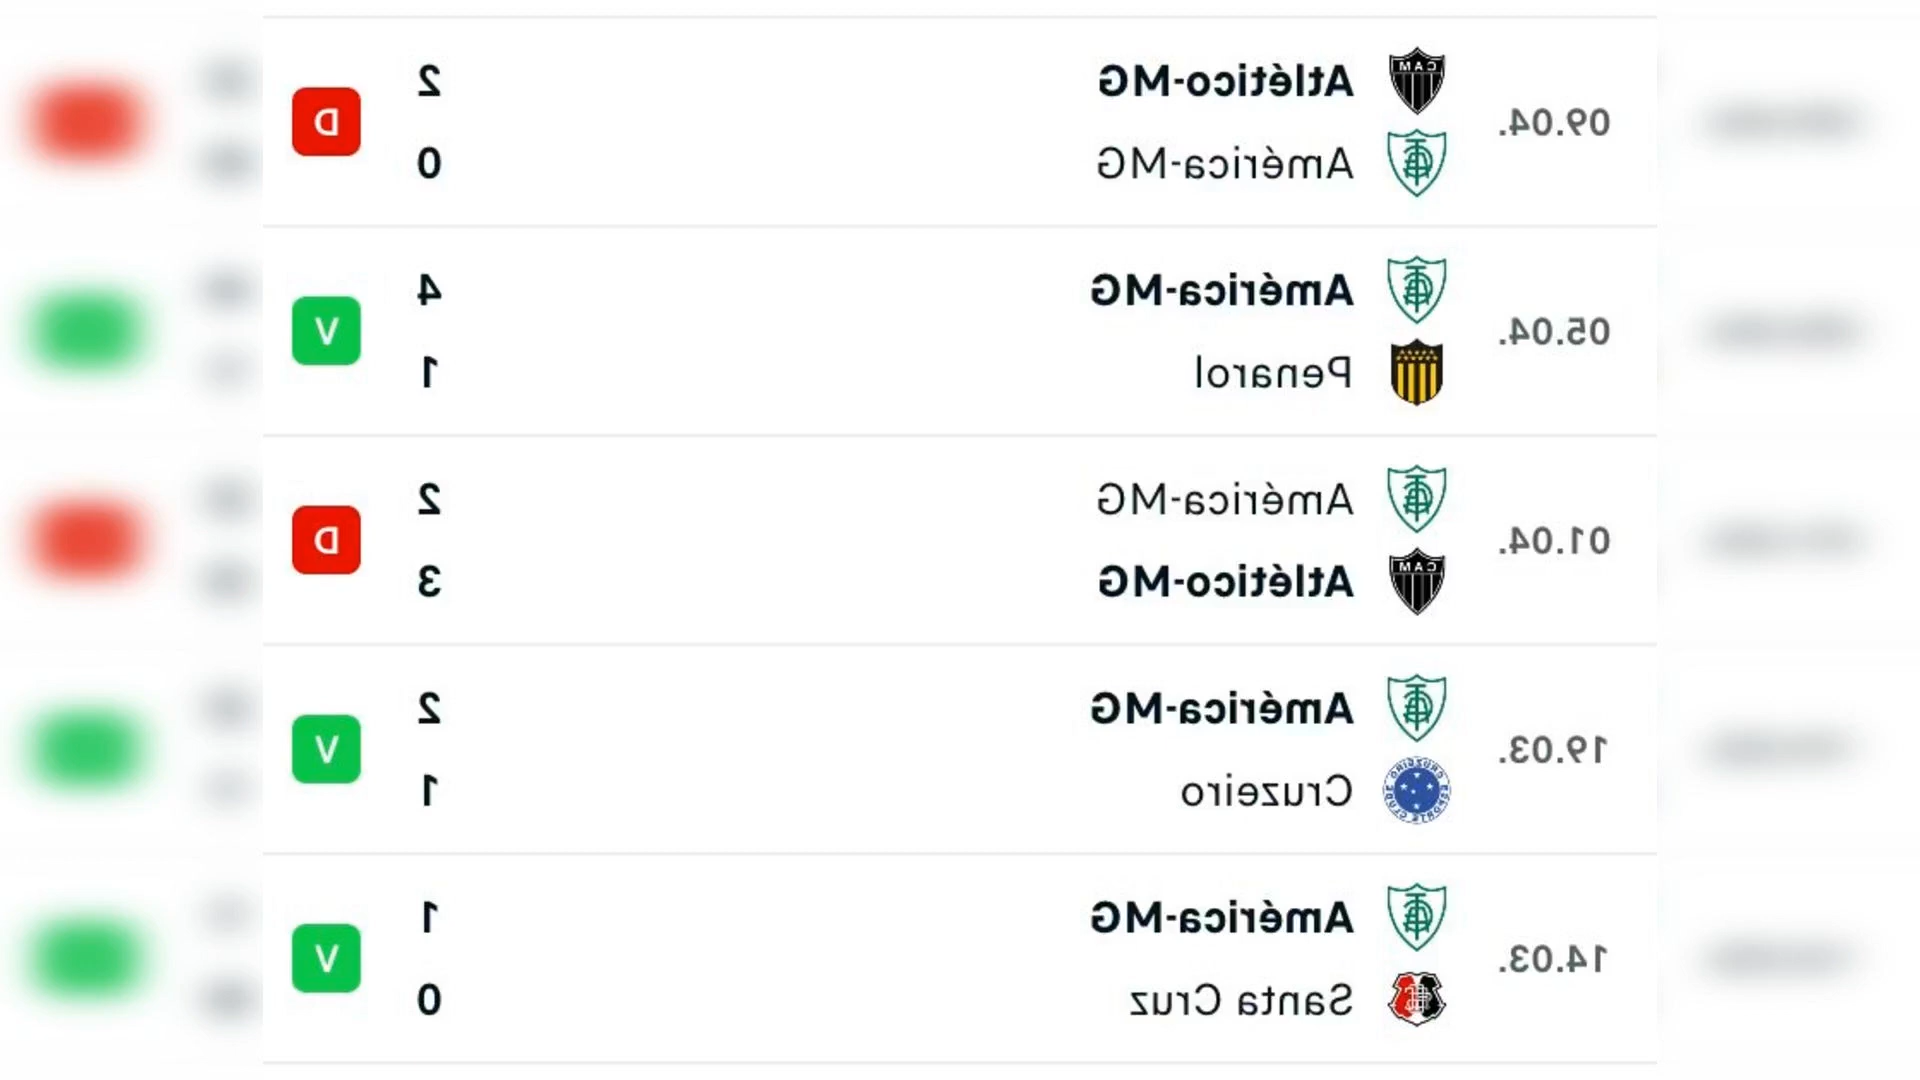 09.04.
Atlético-MG 2
América-MG 0
D
05.04.
América-MG 4
Penarol 1
V
01.04.
América-MG 2
Atlético-MG 3
D
19.03.
América-MG 2
Cruzeiro 1
V
14.03.
América-MG 1
Santa Cruz 0
V